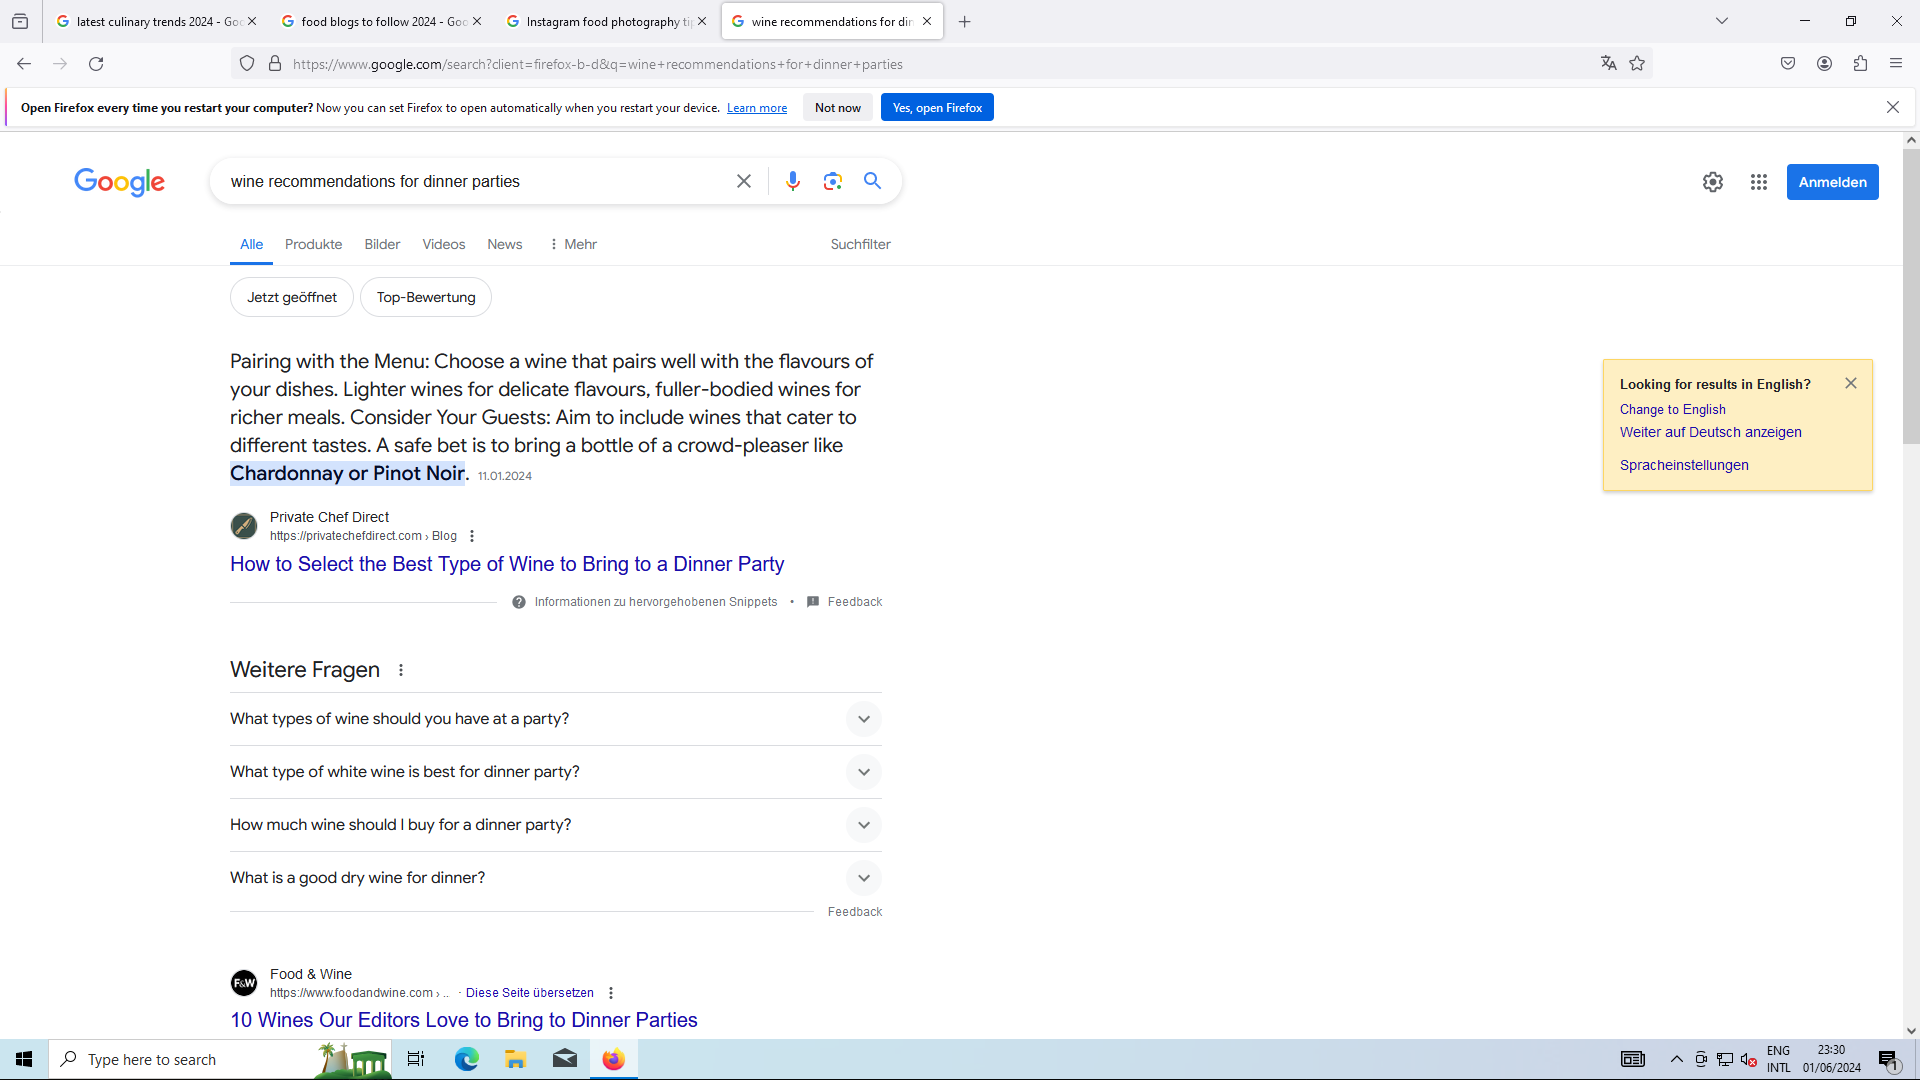 latest culinary trends 2024 - Goo
food blogs to follow 2024 - Goo
Instagram food photography tip
wine recommendations for din
https://www.google.com/search?client=firefox-b-d&q=wine+recommendations+for+dinner+parties
Open Firefox every time you restart your computer? Now you can set Firefox to open automatically when you restart your device. Learn more
Not now
Yes, open Firefox
Google
wine recommendations for dinner parties
Anmelden
Alle
Produkte
Bilder
Videos
News
Mehr
Suchfilter
Jetzt geöffnet
Top-Bewertung
Pairing with the Menu: Choose a wine that pairs well with the flavours of
your dishes. Lighter wines for delicate flavours, fuller-bodied wines for
richer meals. Consider Your Guests: Aim to include wines that cater to
different tastes. A safe bet is to bring a bottle of a crowd-pleaser like
Chardonnay or Pinot Noir. 11.01.2024
Looking for results in English?
Change to English
Weiter auf Deutsch anzeigen
Spracheinstellungen
Private Chef Direct
https://privatechefdirect.com › Blog
How to Select the Best Type of Wine to Bring to a Dinner Party
Informationen zu hervorgehobenen Snippets • Feedback
Weitere Fragen
What types of wine should you have at a party?
What type of white wine is best for dinner party?
How much wine should I buy for a dinner party?
What is a good dry wine for dinner?
Feedback
F&W
Food & Wine
https://www.foodandwine.com › .. · Diese Seite übersetzen
10 Wines Our Editors Love to Bring to Dinner Parties
Type here to search
ENG
INTL
23:30
01/06/2024
1